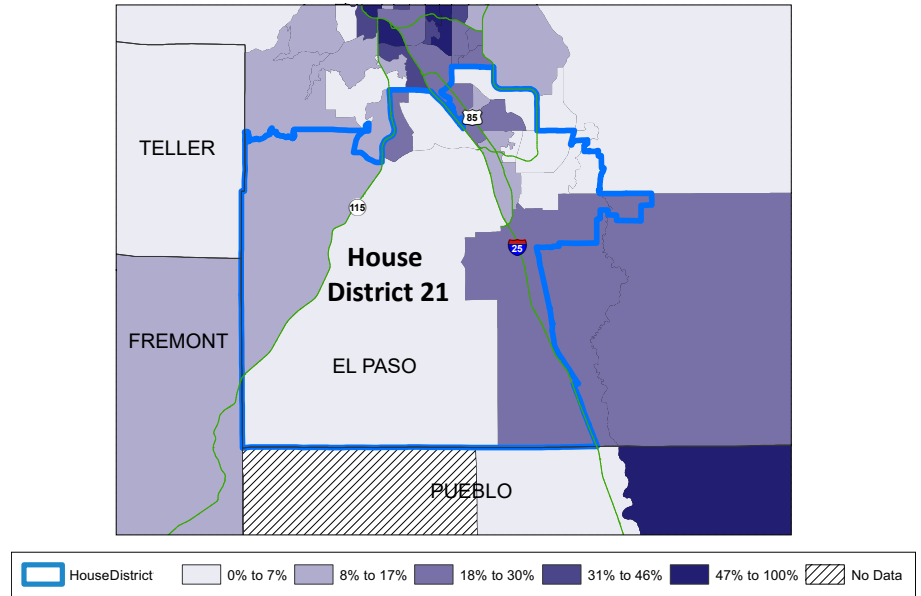 85
TELLER
115
25
House
District 21
FREMONT
EL PASO
PUEBLO
HouseDistrict
0% to 7%
8% to 17%
18% to 30%
31% to 46%
47% to 100%
No Data